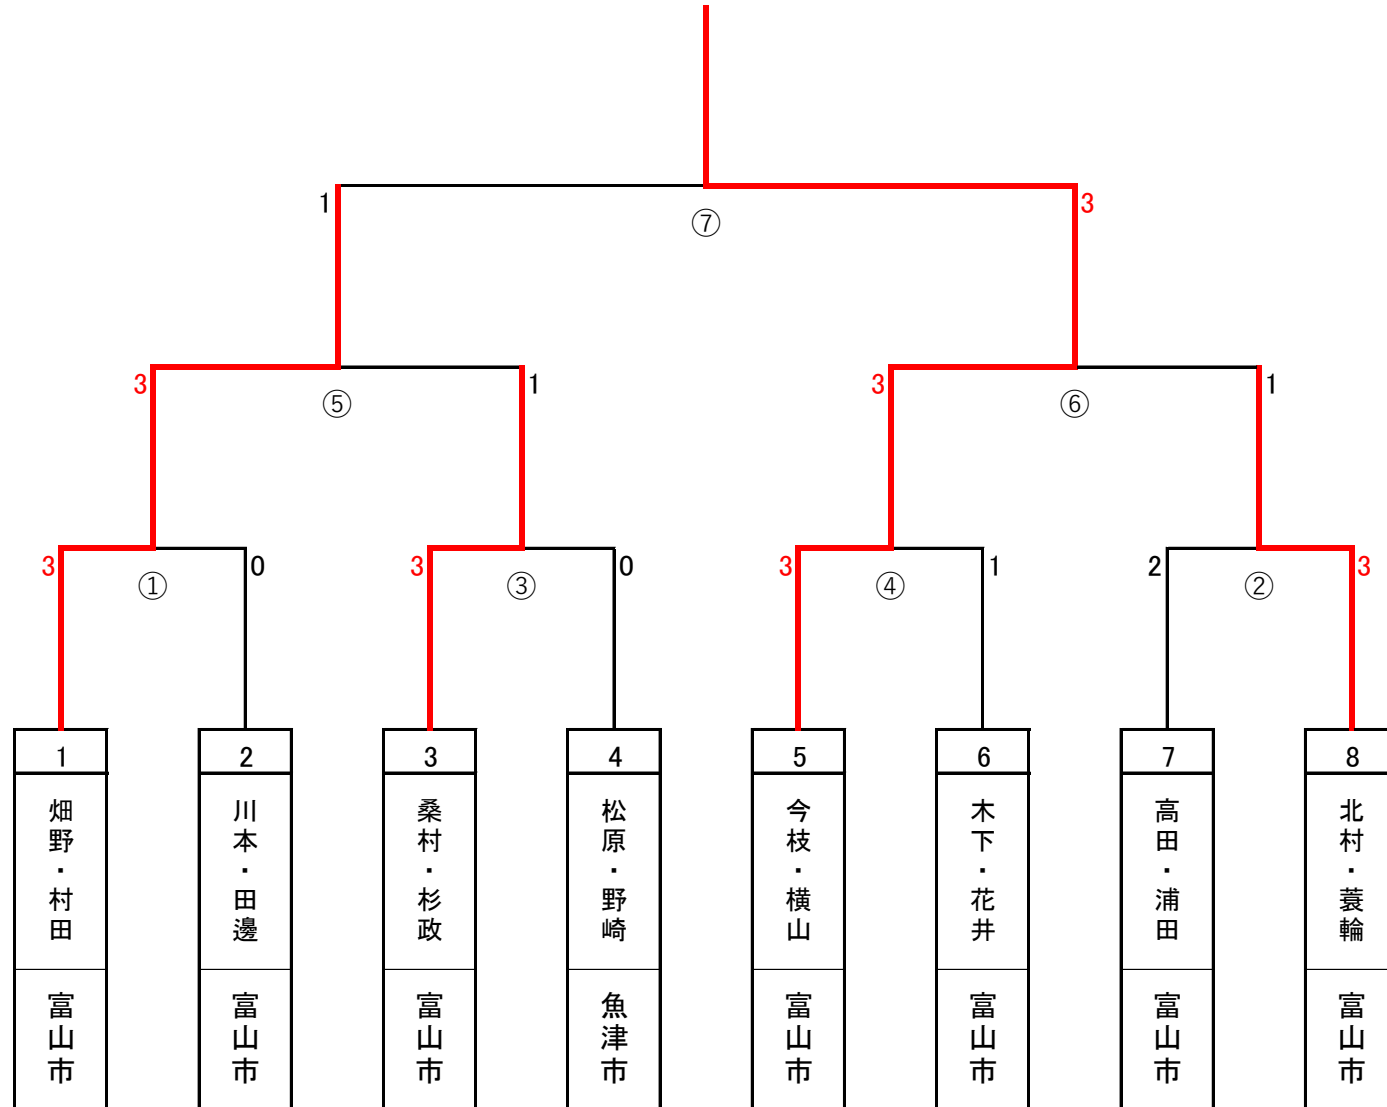 1 ⑦ 3
3 ⑤ 1 3 ⑥ 1
3 ① 0 3 ③ 0 3 ④ 1 2 ② 3
1 2 3 4 5 6 7 8
畑野・村田
川本・田邊
桑村・杉政
松原・野崎
今枝・横山
木下・花井
高田・浦田
北村・蓑輪
富山市
富山市
富山市
魚津市
富山市
富山市
富山市
富山市